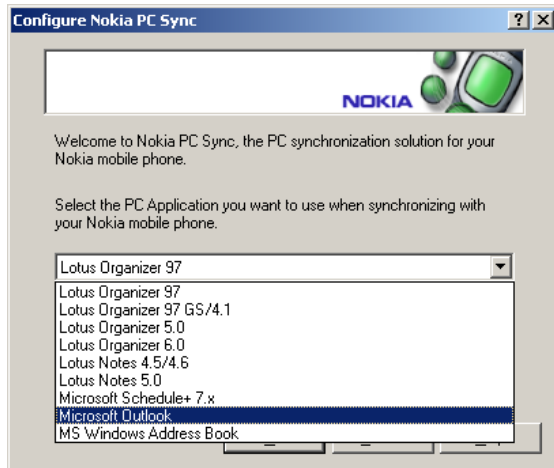 Configure Nokia PC Sync
?
X
NOKIA
Welcome to Nokia PC Sync, the PC synchronization solution for your
Nokia mobile phone.
Select the PC Application you want to use when synchronizing with
your Nokia mobile phone.
Lotus Organizer 97
Lotus Organizer 97
Lotus Organizer 97 GS/4.1
Lotus Organizer 5.0
Lotus Organizer 6.0
Lotus Notes 4.5/4.6
Lotus Notes 5.0
Microsoft Schedule+ 7.x
Microsoft Outlook
MS Windows Address Book